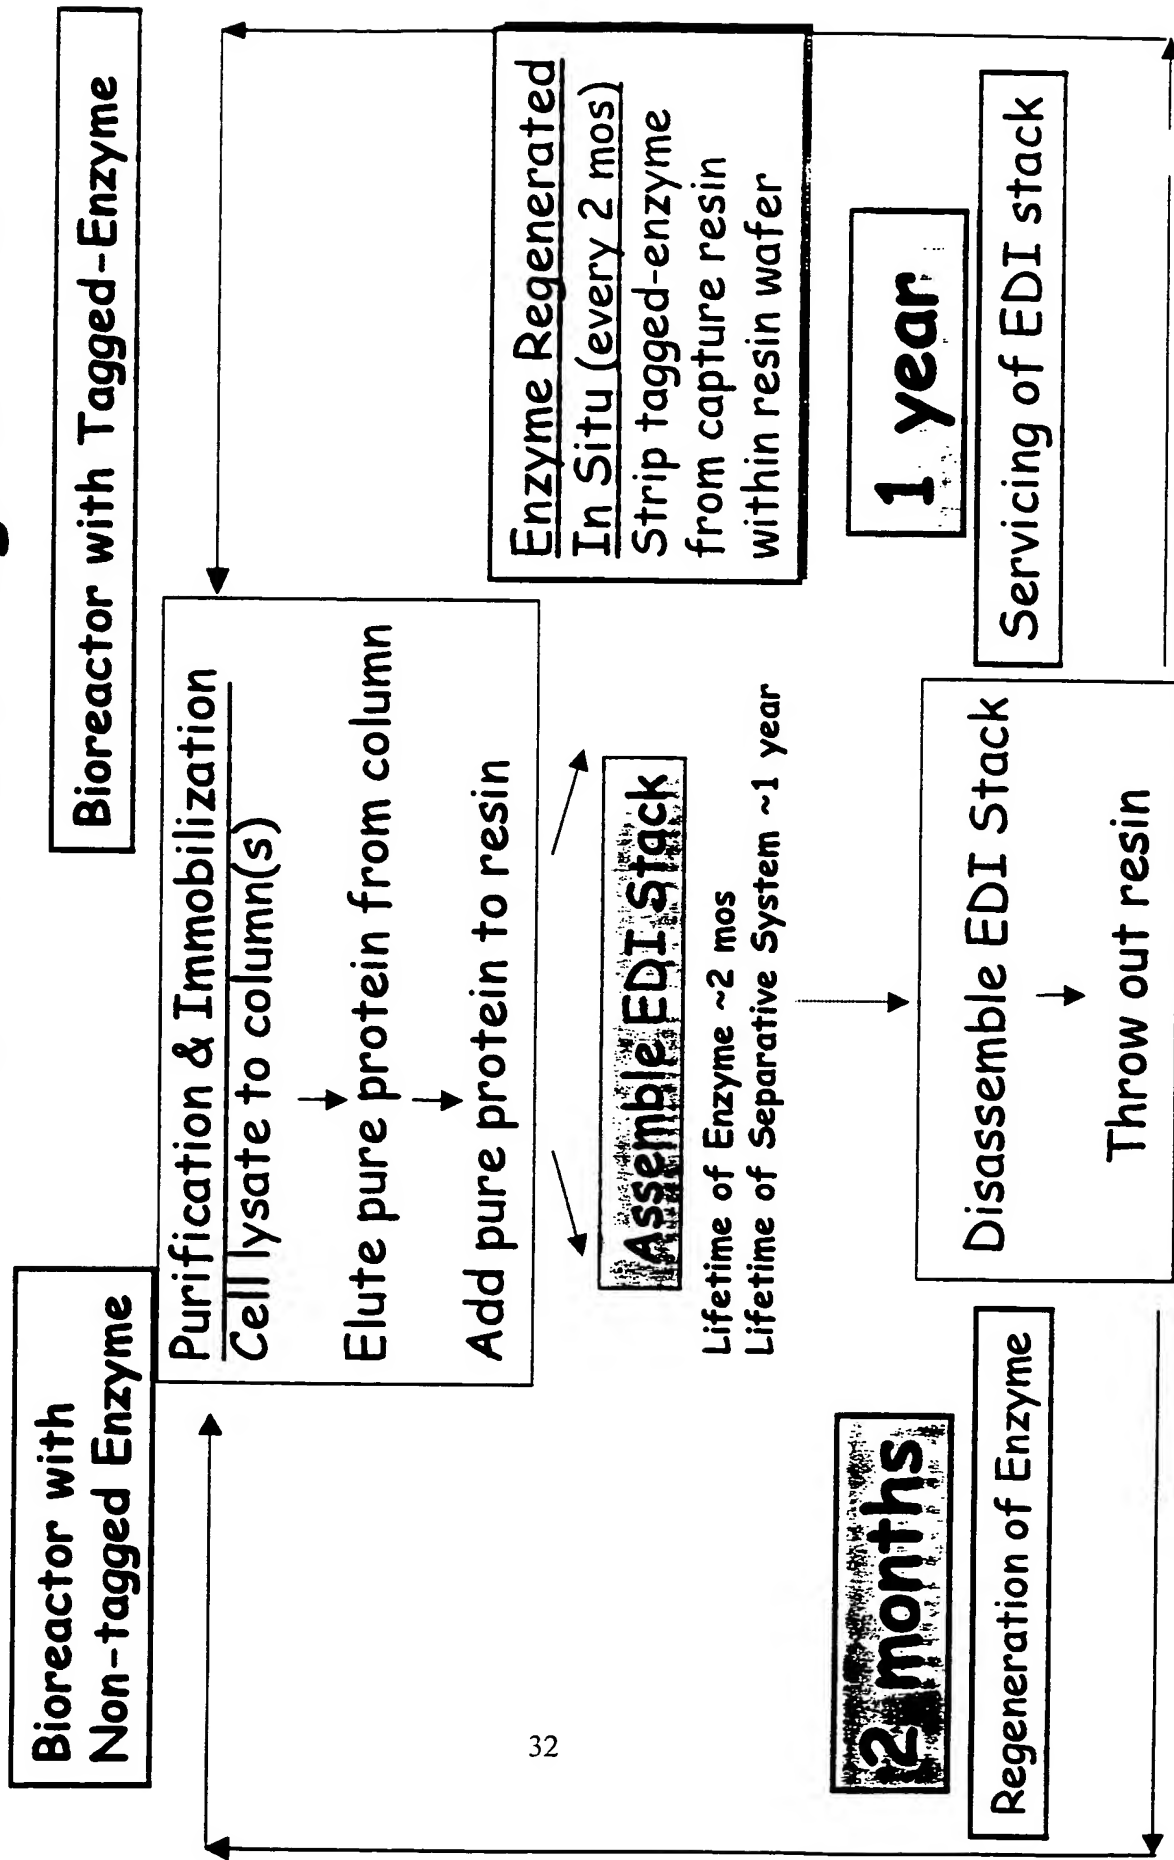 Bioreactor with
Non-tagged Enzyme
Bioreactor with Tagged-Enzyme
Purification & Immobilization
Cell lysate to column(s)
Elute pure protein from column
Add pure protein to resin
Assemble EDI Stack
Lifetime of Enzyme ~2 mos
Lifetime of Separative System ~1 year
Enzyme Regenerated
In Situ (every 2 mos)
Strip tagged-enzyme
from capture resin
within resin wafer
2 months
Regeneration of Enzyme
1 year
Servicing of EDI stack
Disassemble EDI Stack
Throw out resin
32